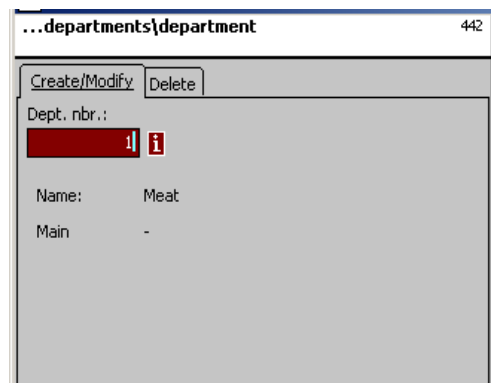 ...departments\department 442
Create/Modify Delete
Dept. nbr.:
1 i
Name: Meat
Main -